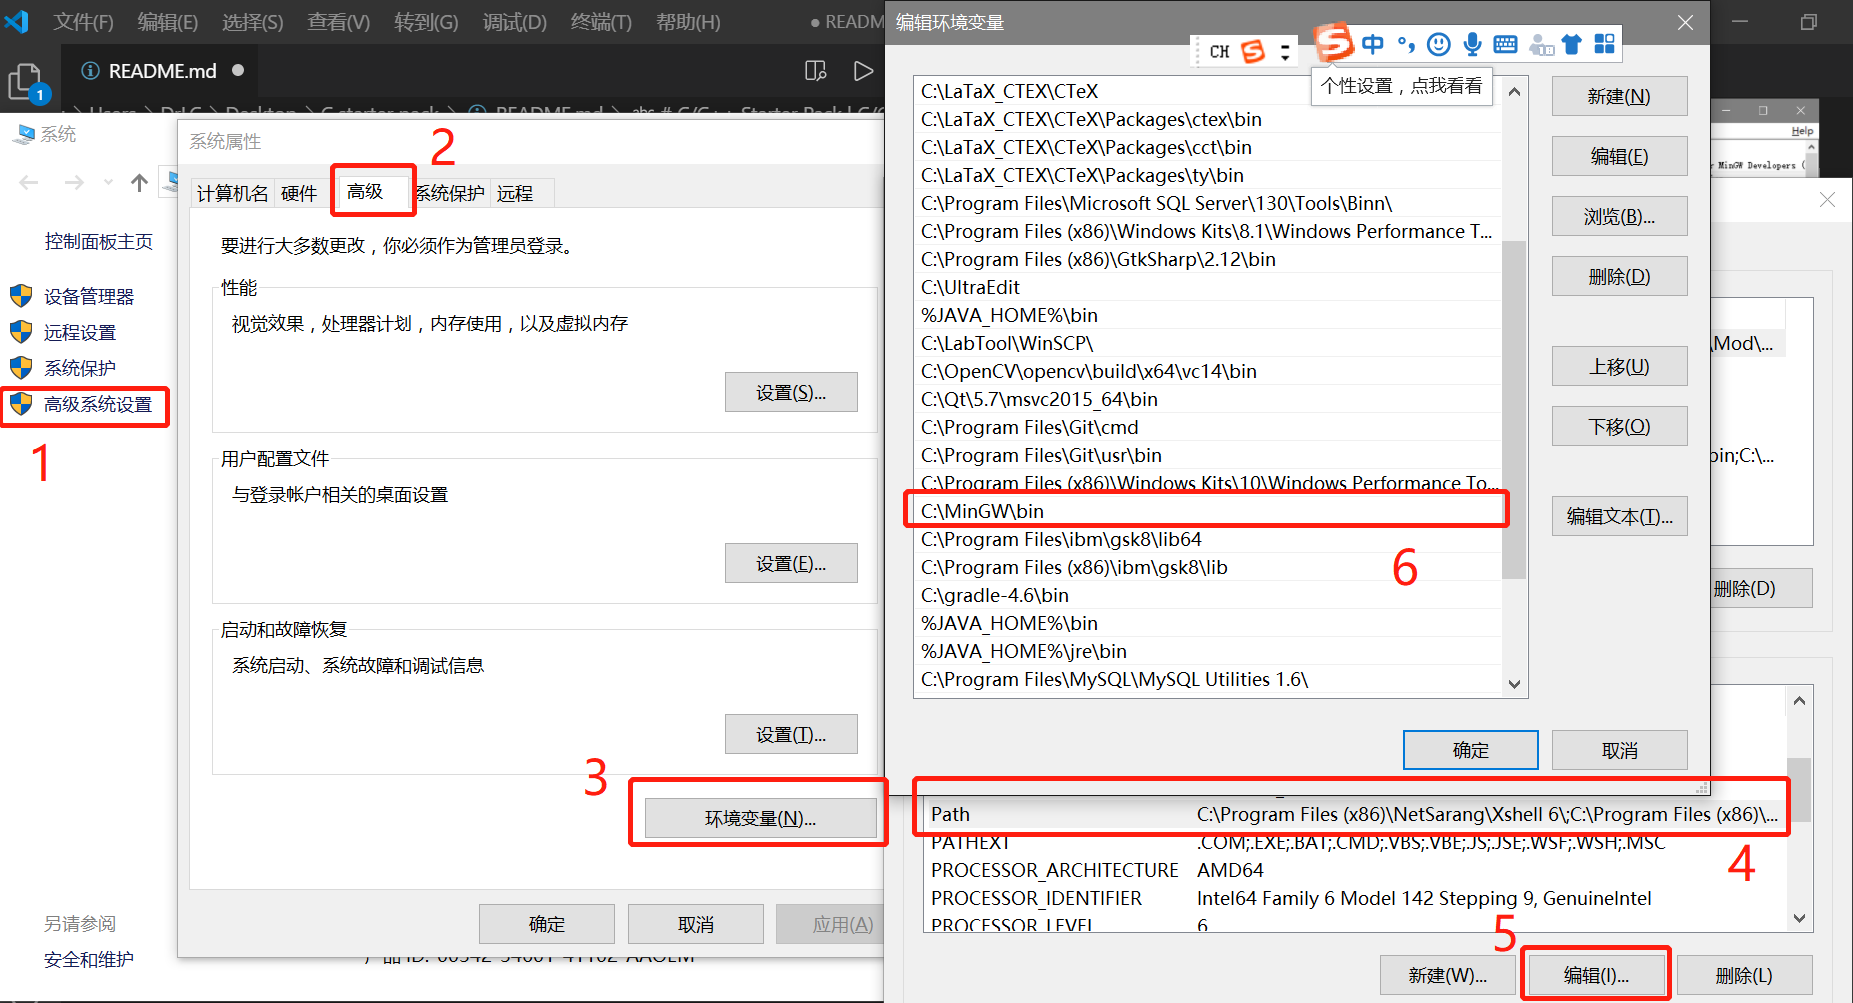 文件(F) 编辑(E) 选择(S) 查看(V) 转到(G) 调试(D) 终端(T) 帮助(H) ● README
README.md ●
1
系统
控制面板主页
设备管理器
远程设置
系统保护
高级系统设置
1
另请参阅
安全和维护
系统属性
2
计算机名 硬件 高级 系统保护 远程
要进行大多数更改，你必须作为管理员登录。
性能
视觉效果，处理器计划，内存使用，以及虚拟内存
设置(S)...
用户配置文件
与登录帐户相关的桌面设置
设置(E)...
启动和故障恢复
系统启动、系统故障和调试信息
设置(T)...
3
环境变量(N)...
确定 取消 应用(A)
编辑环境变量
CH
中
个性设置，点我看看
C:\LaTaX_CTEX\CTeX
C:\LaTaX_CTEX\CTeX\Packages\ctex\bin
C:\LaTaX_CTEX\CTeX\Packages\cct\bin
C:\LaTaX_CTEX\CTeX\Packages\ty\bin
C:\Program Files\Microsoft SQL Server\130\Tools\Binn\
C:\Program Files (x86)\Windows Kits\8.1\Windows Performance T...
C:\Program Files (x86)\GtkSharp\2.12\bin
C:\UltraEdit
%JAVA_HOME%\bin
C:\LabTool\WinSCP\
C:\OpenCV\opencv\build\x64\vc14\bin
C:\Qt\5.7\msvc2015_64\bin
C:\Program Files\Git\cmd
C:\Program Files\Git\usr\bin
C:\Program Files (x86)\Windows Kits\10\Windows Performance To...
C:\MinGW\bin
C:\Program Files\ibm\gsk8\lib64
C:\Program Files (x86)\ibm\gsk8\lib
C:\gradle-4.6\bin
%JAVA_HOME%\bin
%JAVA_HOME%\jre\bin
C:\Program Files\MySQL\MySQL Utilities 1.6\
6
新建(N)
编辑(E)
浏览(B)...
删除(D)
上移(U)
下移(O)
编辑文本(T)...
确定 取消
Help
MinGW Developers (
\Mod\...
bin;C:\...
删除(D)
Path C:\Program Files (x86)\NetSarang\Xshell 6\;C:\Program Files (x86)\...
PATHEXT .COM;.EXE;.BAT;.CMD;.VBS;.VBE;.JS;.JSE;.WSF;.WSH;.MSC
PROCESSOR_ARCHITECTURE AMD64
PROCESSOR_IDENTIFIER Intel64 Family 6 Model 142 Stepping 9, GenuineIntel
PROCESSOR_LEVEL 6
4
5
新建(W)... 编辑(I)... 删除(L)